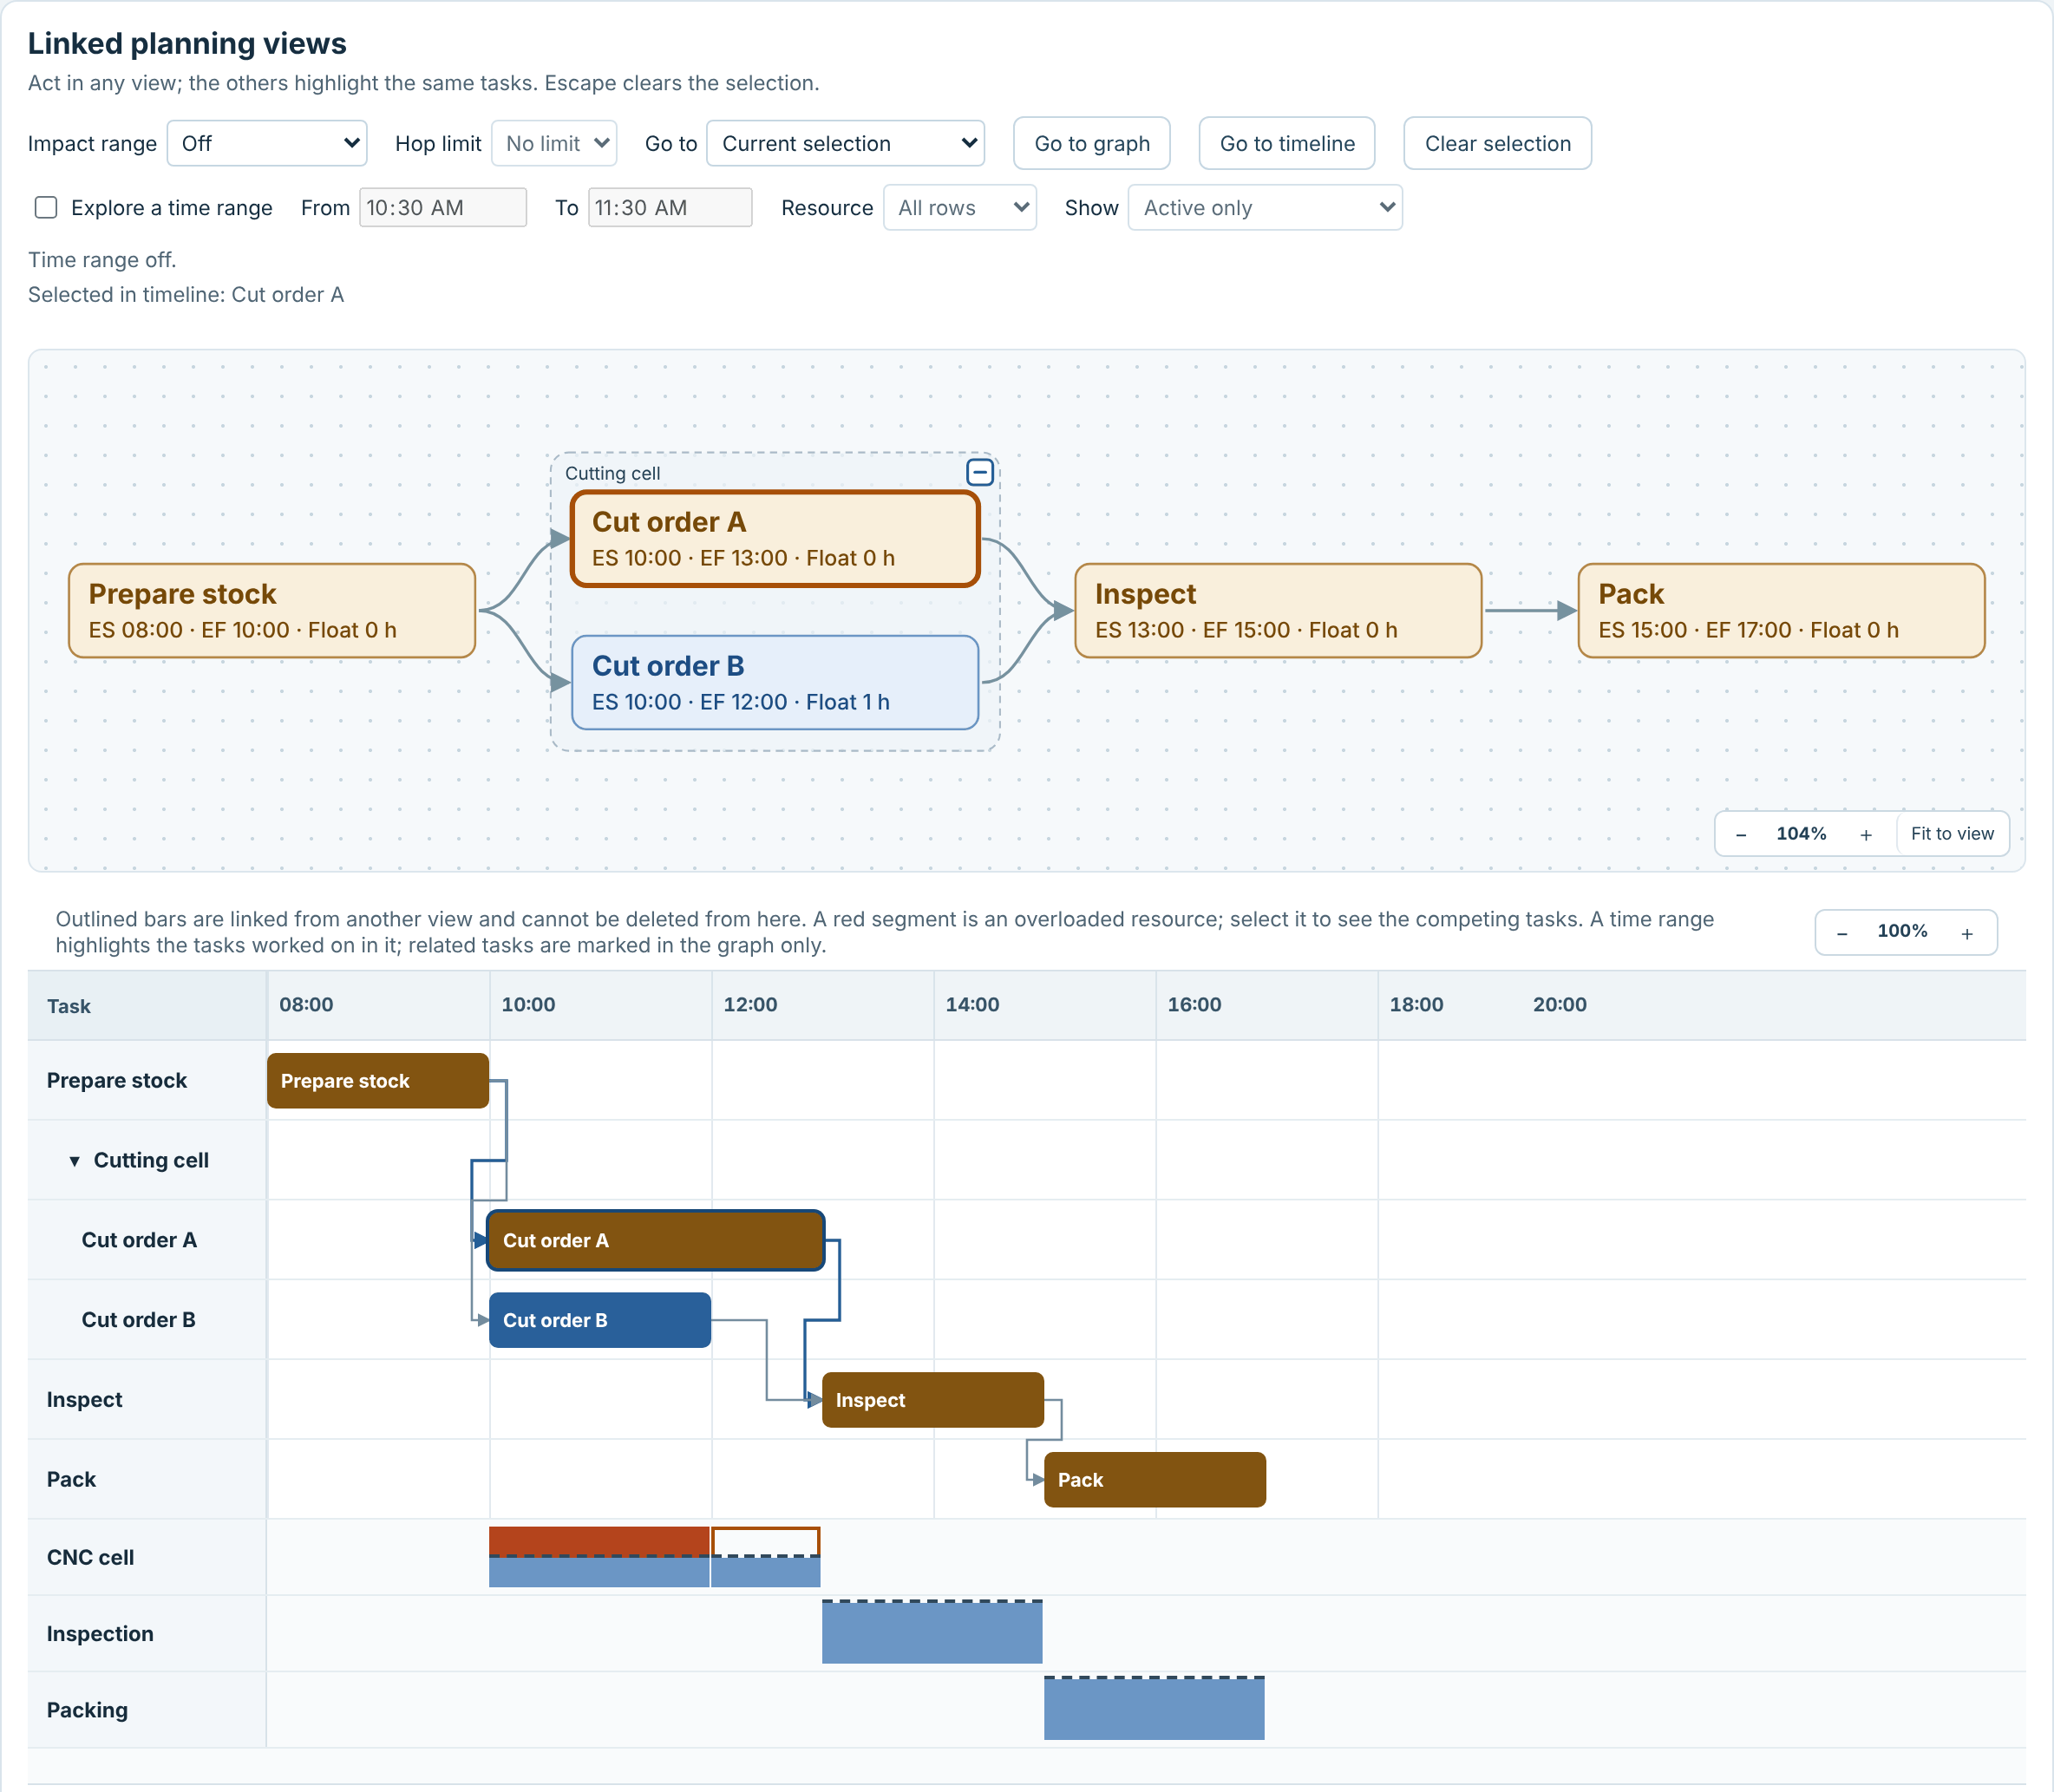 Linked planning views
Act in any view; the others highlight the same tasks. Escape clears the selection.
Impact range Off Hop limit No limit Go to Current selection Go to graph Go to timeline Clear selection
Explore a time range From 10:30 AM To 11:30 AM Resource All rows Show Active only
Time range off.
Selected in timeline: Cut order A
Cutting cell
Cut order A
ES 10:00 · EF 13:00 · Float 0 h
Prepare stock
ES 08:00 · EF 10:00 · Float 0 h
Inspect
ES 13:00 · EF 15:00 · Float 0 h
Pack
ES 15:00 · EF 17:00 · Float 0 h
Cut order B
ES 10:00 · EF 12:00 · Float 1 h
− 104% + Fit to view
Outlined bars are linked from another view and cannot be deleted from here. A red segment is an overloaded resource; select it to see the competing tasks. A time range
highlights the tasks worked on in it; related tasks are marked in the graph only.
− 100% +
Task 08:00 10:00 12:00 14:00 16:00 18:00 20:00
Prepare stock Prepare stock
▼ Cutting cell
Cut order A Cut order A
Cut order B Cut order B
Inspect Inspect
Pack Pack
CNC cell
Inspection
Packing